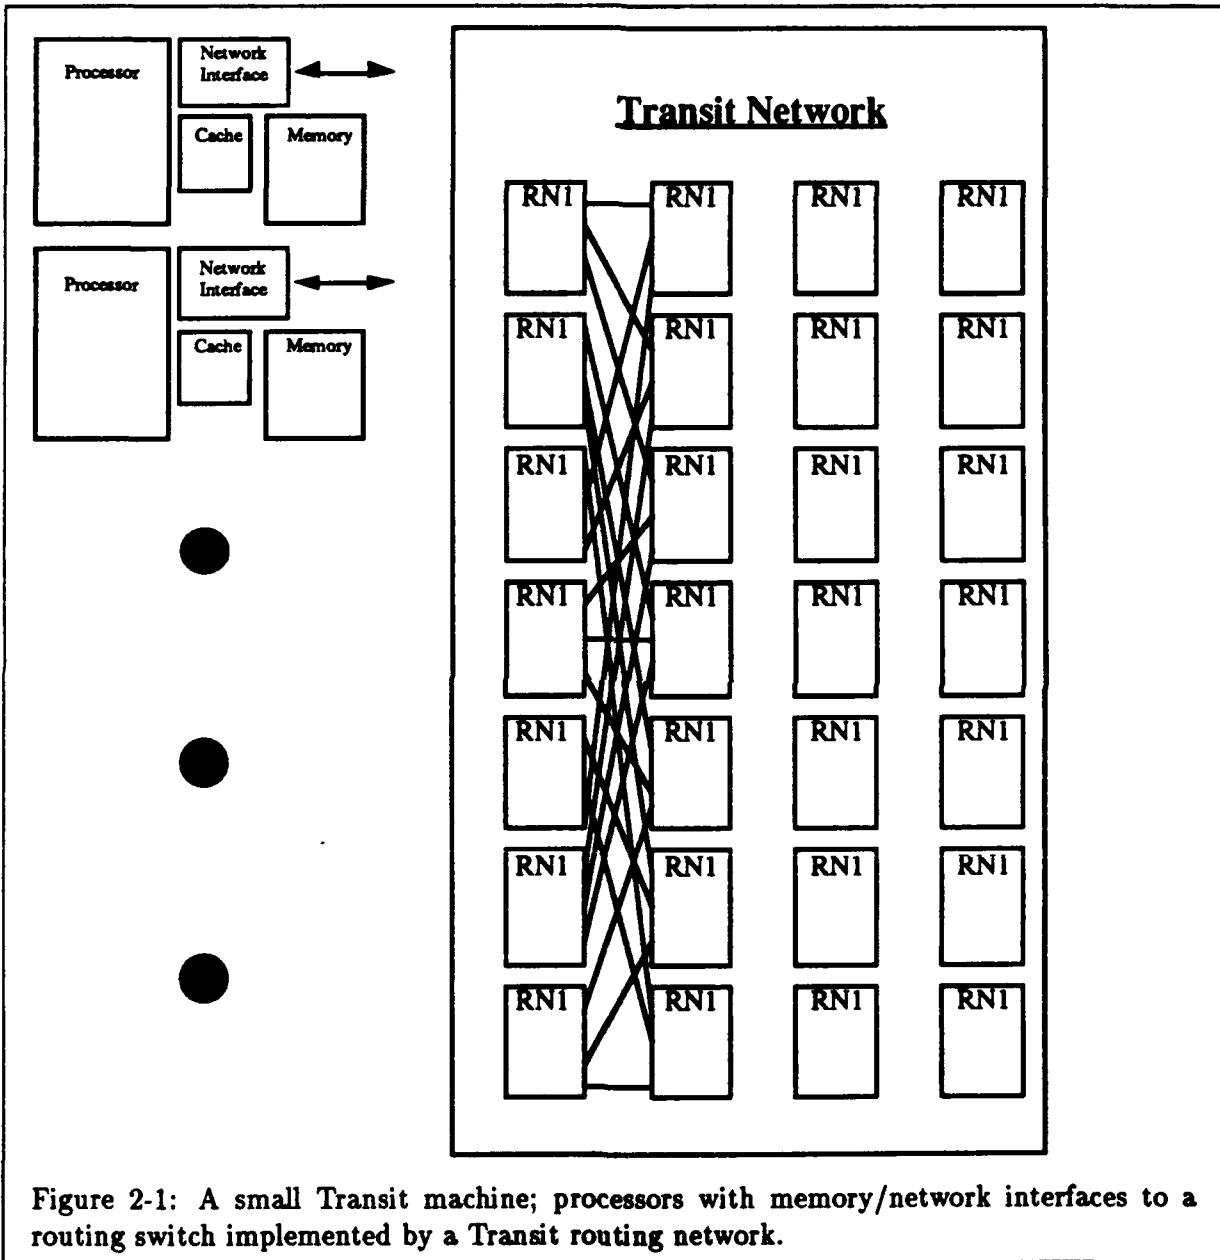 Processor
Network
Interface
Cache
Memory
Processor
Network
Interface
Cache
Memory
Transit Network
RN1 RN1 RN1 RN1
RN1 RN1 RN1 RN1
RN1 RN1 RN1 RN1
RN1 RN1 RN1 RN1
RN1 RN1 RN1 RN1
RN1 RN1 RN1 RN1
RN1 RN1 RN1 RN1
Figure 2-1: A small Transit machine; processors with memory/network interfaces to a
routing switch implemented by a Transit routing network.